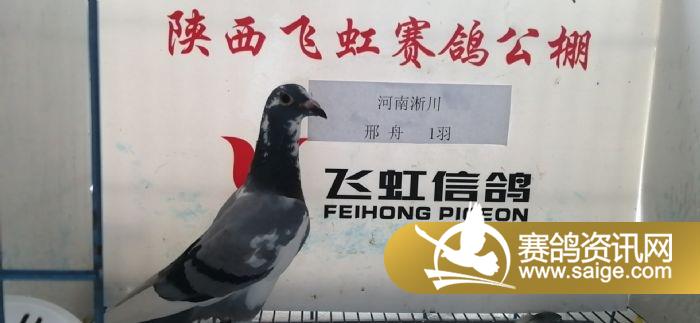 陕西飞虹赛鸽公棚
河南淅川
邢舟 1羽
飞虹信鸽
FEIHONG PIGEON
赛鸽资讯网
www.saige.com